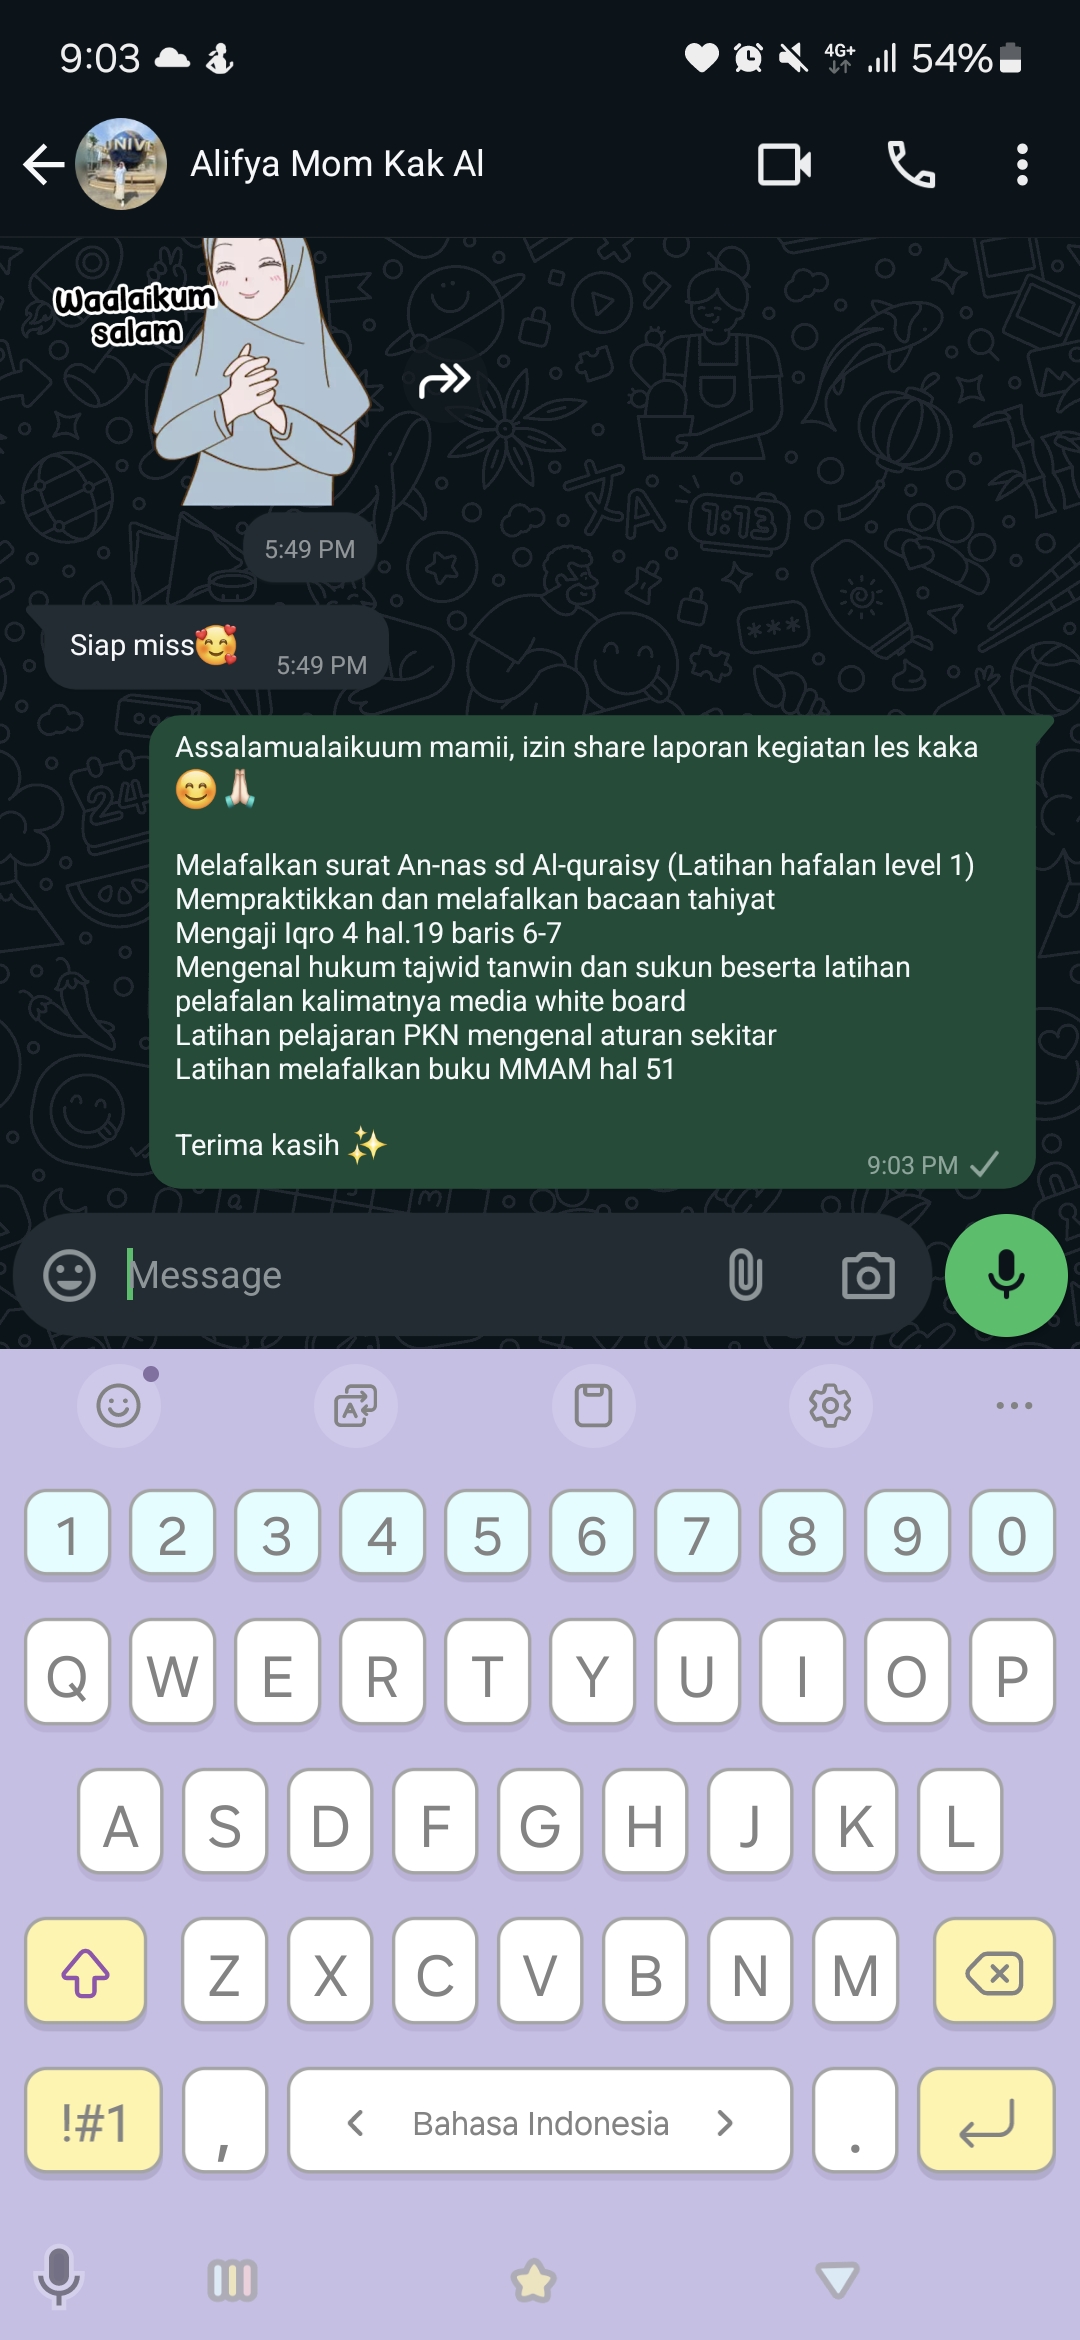 9:03
4G+
54%
UNIVE
Alifya Mom Kak Al
Waalaikum
salam
5:49 PM
Siap miss🥰
5:49 PM
Assalamualaikuum mamii, izin share laporan kegiatan les kaka
😊🙏🏻
Melafalkan surat An-nas sd Al-quraisy (Latihan hafalan level 1)
Mempraktikkan dan melafalkan bacaan tahiyat
Mengaji Iqro 4 hal.19 baris 6-7
Mengenal hukum tajwid tanwin dan sukun beserta latihan
pelafalan kalimatnya media white board
Latihan pelajaran PKN mengenal aturan sekitar
Latihan melafalkan buku MMAM hal 51
Terima kasih ✨
9:03 PM
Message
1 2 3 4 5 6 7 8 9 0
Q W E R T Y U I O P
A S D F G H J K L
Z X C V B N M
!#1 , < Bahasa Indonesia > .